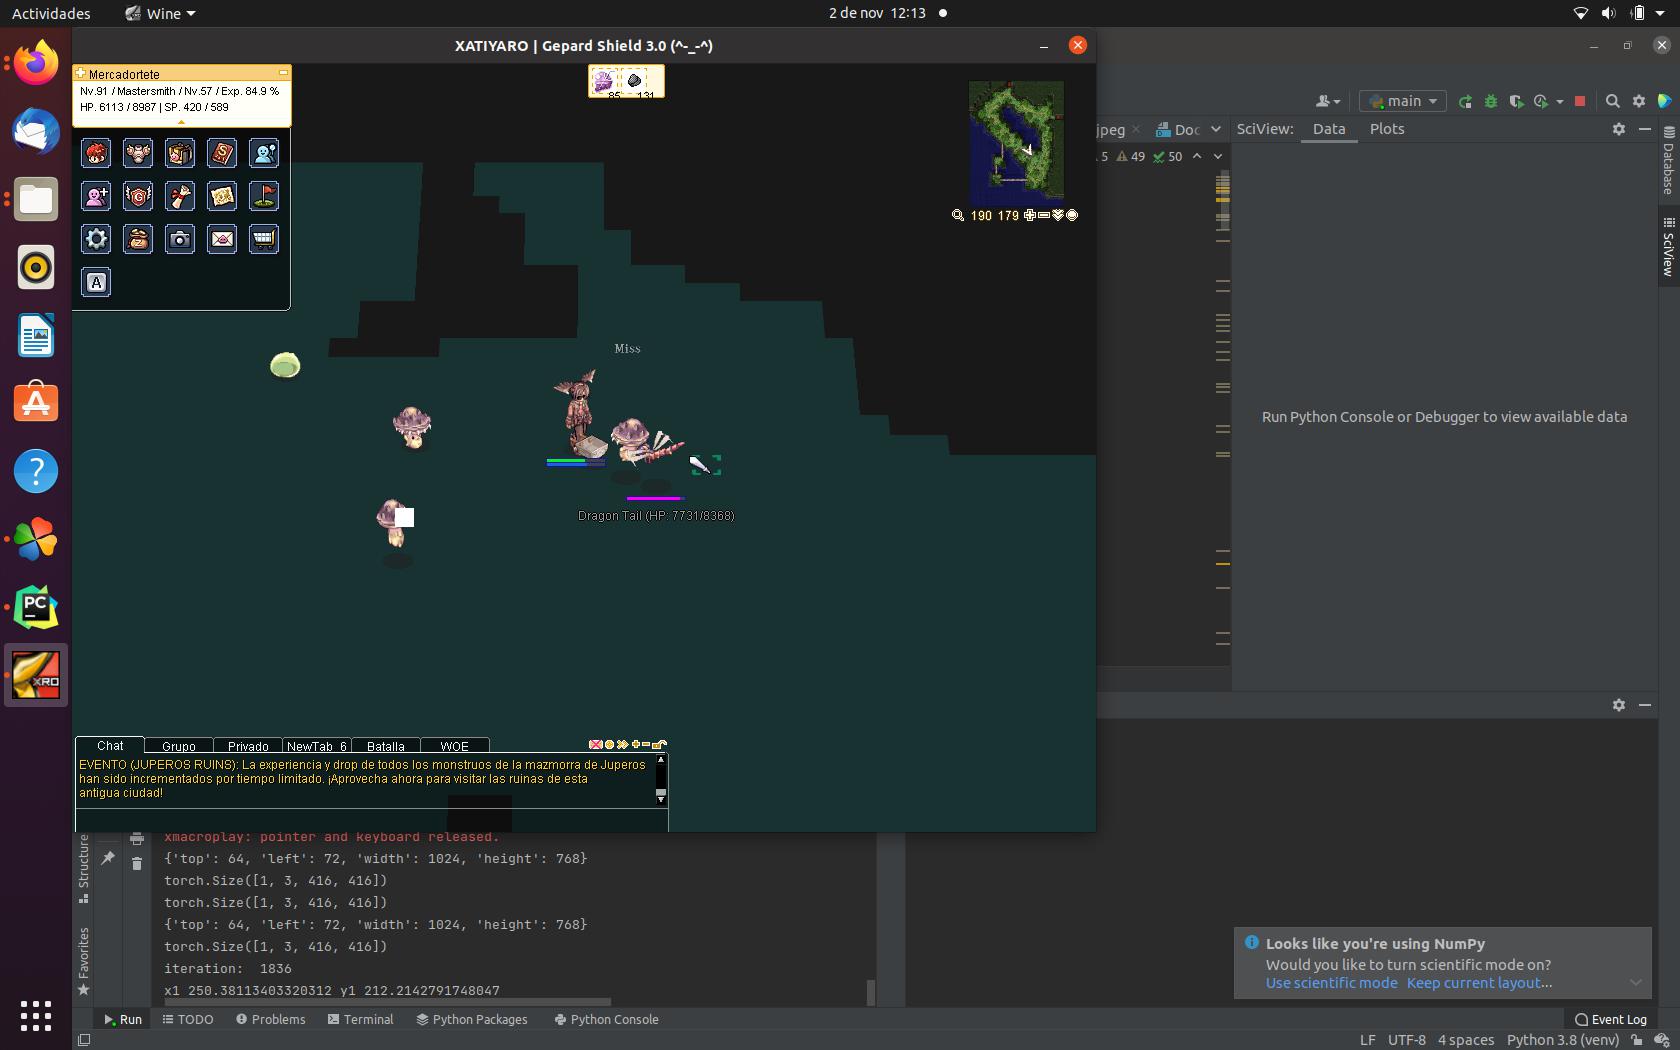 Actividades
Wine
2 de nov 12:13
XATIYARO | Gepard Shield 3.0 (^-_-^)
Mercadortete
Nv.91 / Mastersmith / Nv.57 / Exp. 84.9 %
HP. 6113 / 8987 | SP. 420 / 589
85 131
190 179
main
jpeg
Doc
SciView:
Data
Plots
5 49 50
Database
SciView
Run Python Console or Debugger to view available data
Miss
Dragon Tail (HP: 7731/8368)
A
PC
XRO
Chat
Grupo
Privado
NewTab_6
Batalla
WOE
EVENTO (JUPEROS RUINS): La experiencia y drop de todos los monstruos de la mazmorra de Juperos
han sido incrementados por tiempo limitado. ¡Aprovecha ahora para visitar las ruinas de esta
antigua ciudad!
xmacroplay: pointer and keyboard released.
{'top': 64, 'left': 72, 'width': 1024, 'height': 768}
torch.Size([1, 3, 416, 416])
torch.Size([1, 3, 416, 416])
{'top': 64, 'left': 72, 'width': 1024, 'height': 768}
torch.Size([1, 3, 416, 416])
iteration:  1836
x1 250.38113403320312 y1 212.2142791748047
Structure
Favorites
Looks like you're using NumPy
Would you like to turn scientific mode on?
Use scientific mode Keep current layout...
Run
TODO
Problems
Terminal
Python Packages
Python Console
Event Log
LF UTF-8 4 spaces Python 3.8 (venv)